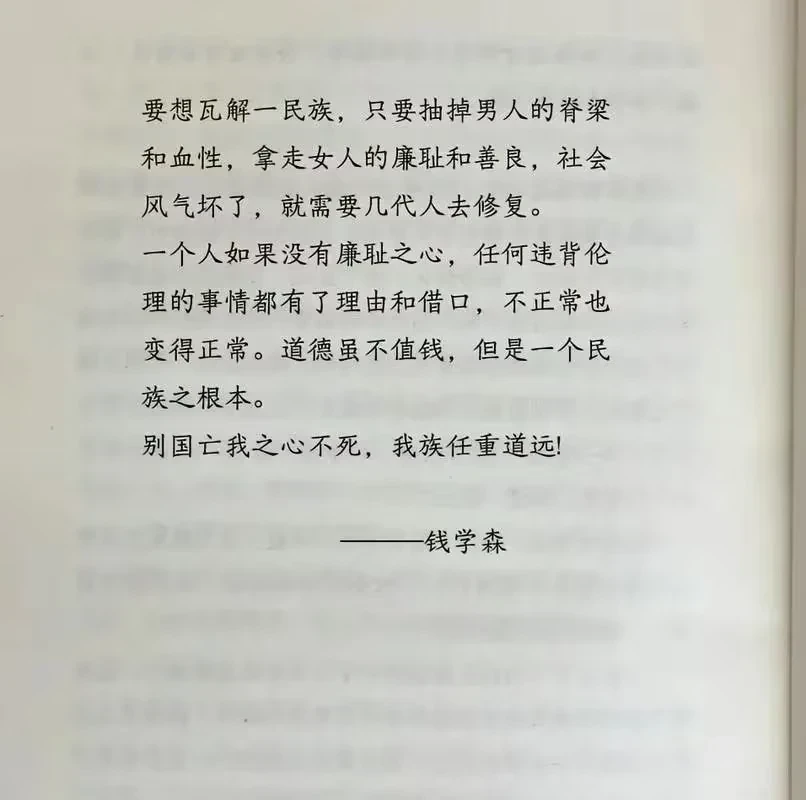 要想瓦解一民族，只要抽掉男人的脊梁
和血性，拿走女人的廉耻和善良，社会
风气坏了，就需要几代人去修复。
一个人如果没有廉耻之心，任何违背伦
理的事情都有了理由和借口，不正常也
变得正常。道德虽不值钱，但是一个民
族之根本。
别国亡我之心不死，我族任重道远!
———钱学森